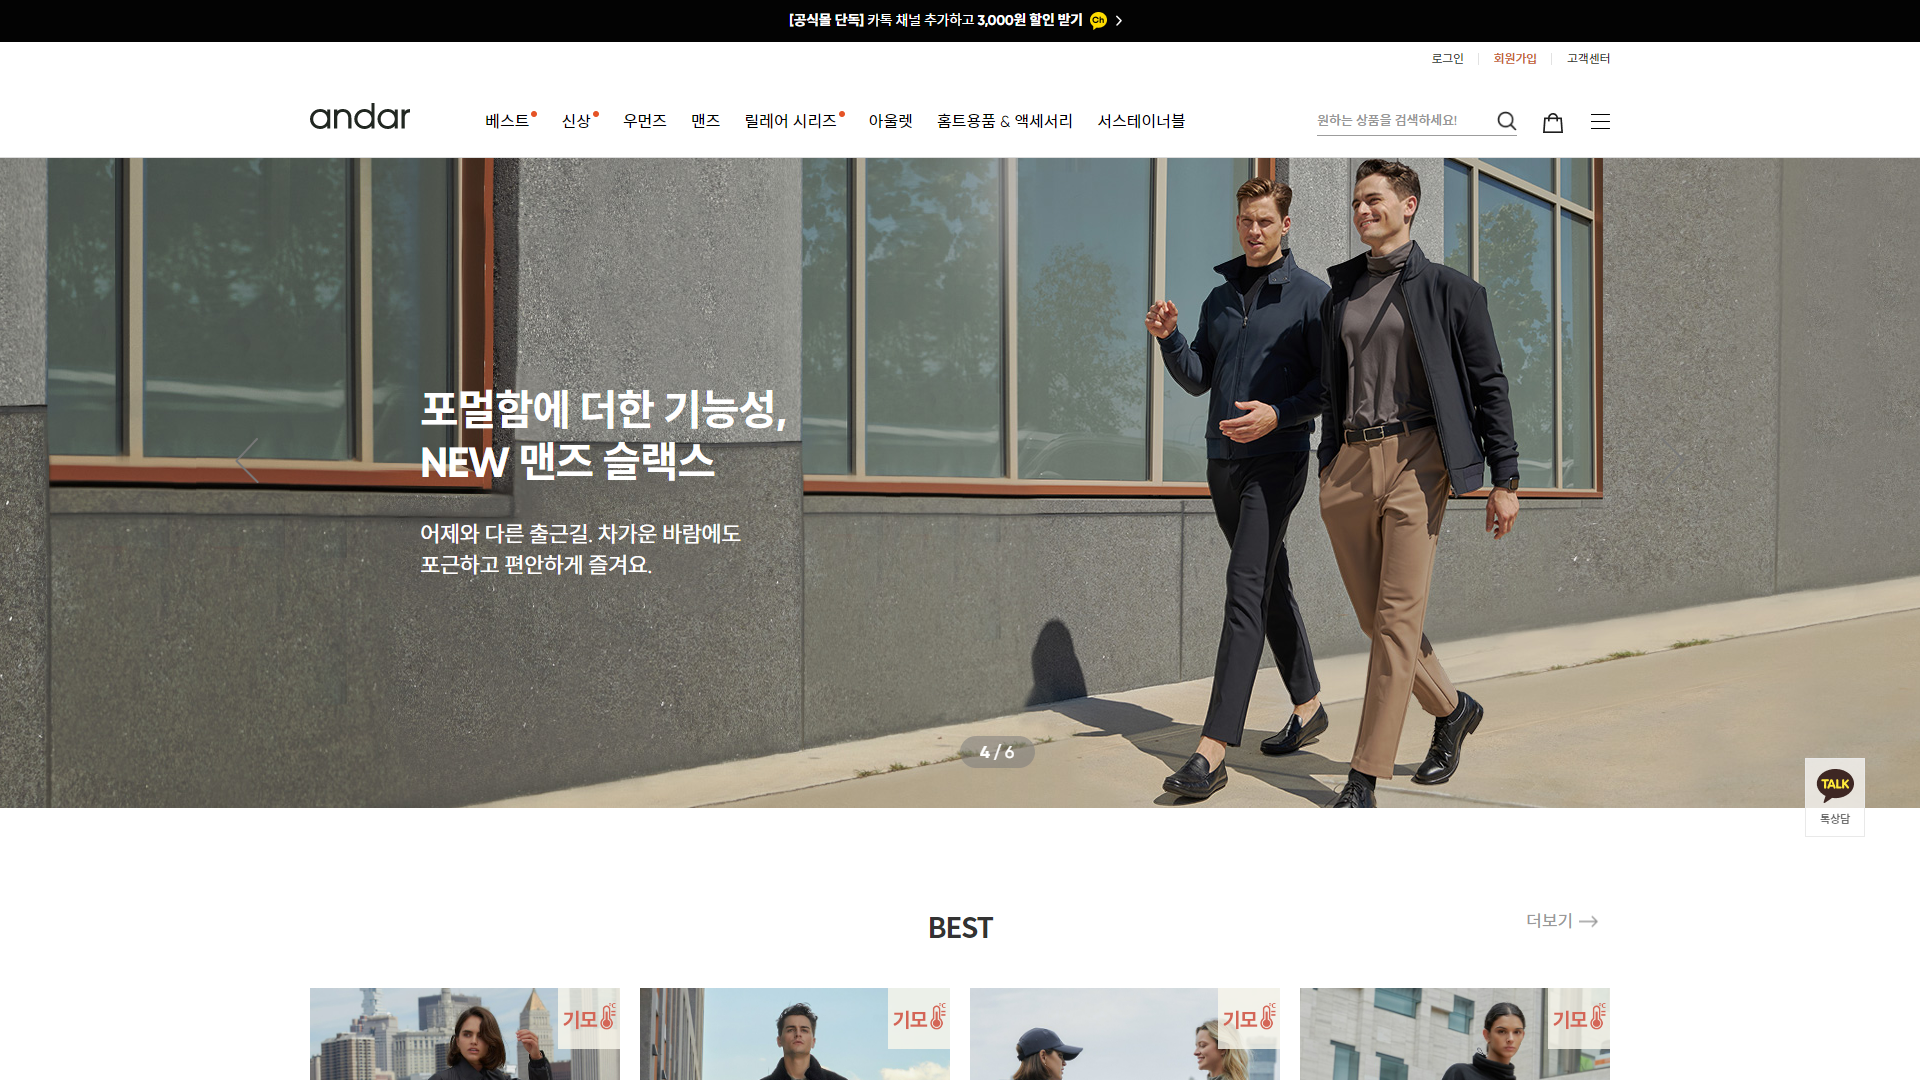 [공식몰 단독] 카톡 채널 추가하고 3,000원 할인 받기 Ch
로그인 회원가입 고객센터
andar 베스트 신상 우먼즈 맨즈 릴레어 시리즈 아울렛 홈트용품 & 액세서리 서스테이너블 원하는 상품을 검색하세요!
포멀함에 더한 기능성,
NEW 맨즈 슬랙스
어제와 다른 출근길. 차가운 바람에도
포근하고 편안하게 즐겨요.
4 / 6
TALK
톡상담
BEST
더보기
기모 °C
기모 °C
기모 °C
기모 °C